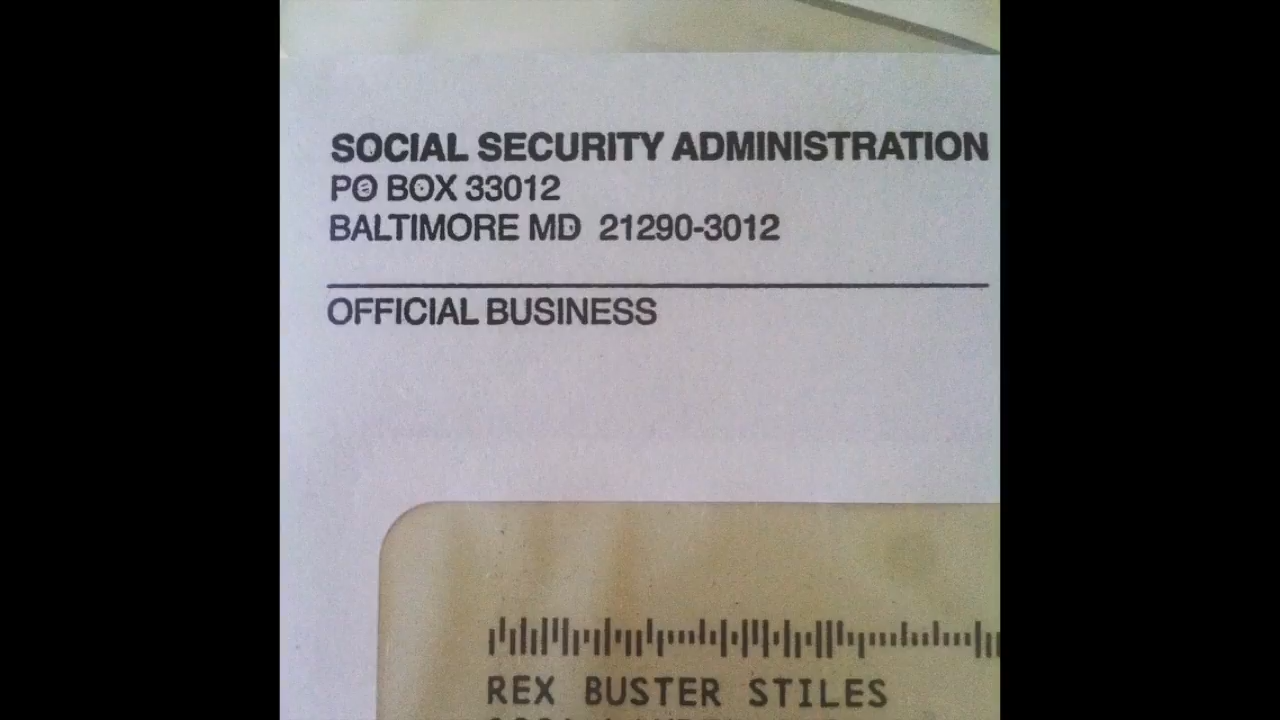 SOCIAL SECURITY ADMINISTRATION
PO BOX 33012
BALTIMORE MD 21290-3012
OFFICIAL BUSINESS
REX BUSTER STILES